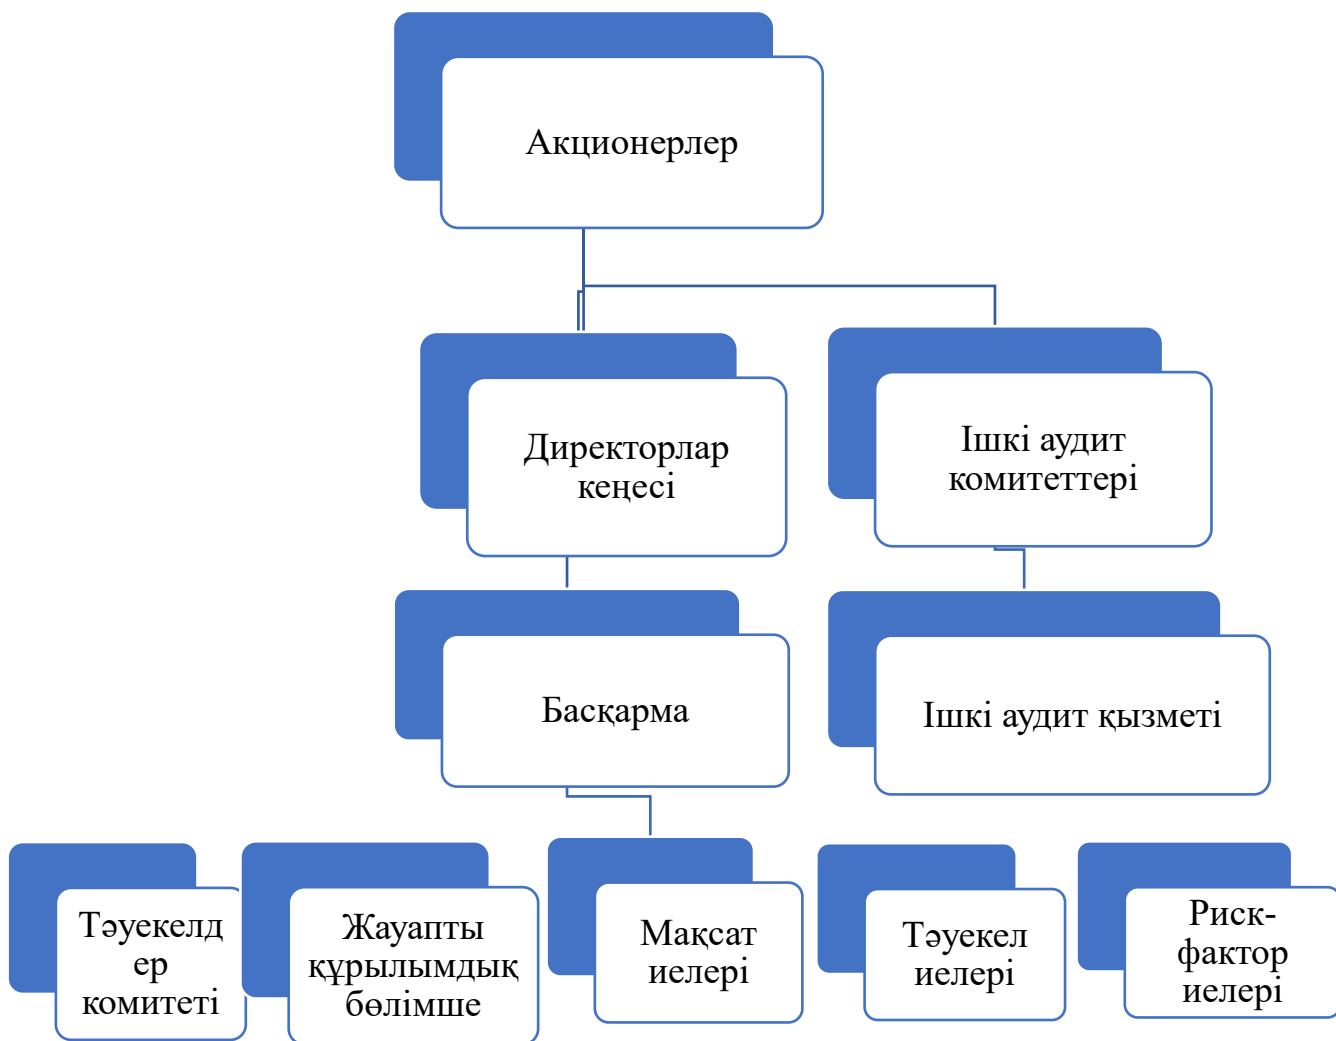 Акционерлер
Директорлар
кеңесі
Ішкі аудит
комитеттері
Басқарма
Ішкі аудит қызметі
Тәуекелд
ер
комитеті
Жауапты
құрылымдық
бөлімше
Мақсат
иелері
Тәуекел
иелері
Риск-
фактор
иелері